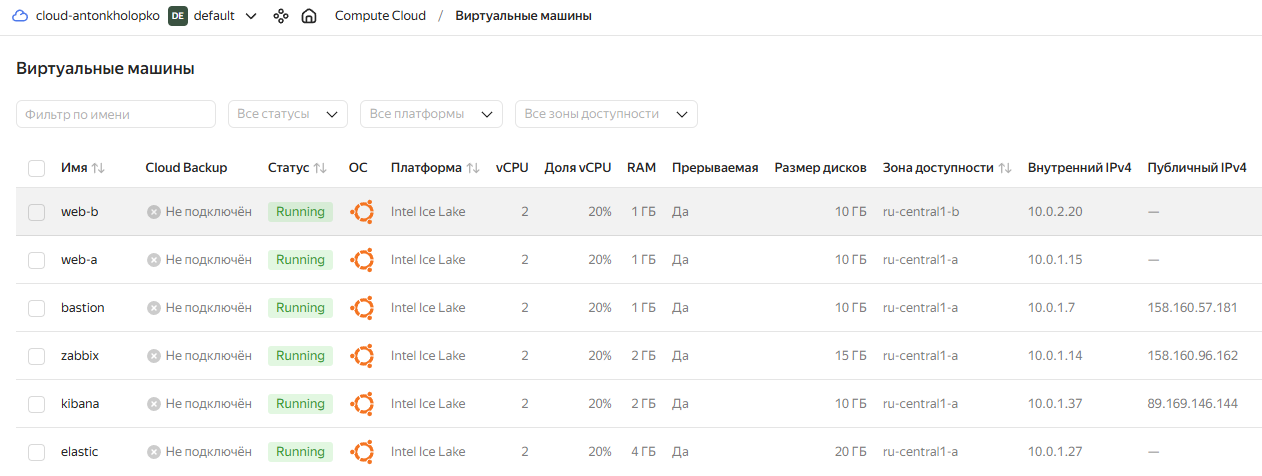 cloud-antonkholopko DE default Compute Cloud / Виртуальные машины
Виртуальные машины
Фильтр по имени Все статусы Все платформы Все зоны доступности
Имя Cloud Backup Статус ОС Платформа vCPU Доля vCPU RAM Прерываемая Размер дисков Зона доступности Внутренний IPv4 Публичный IPv4
web-b Не подключён Running Intel Ice Lake 2 20% 1 ГБ Да 10 ГБ ru-central1-b 10.0.2.20 —
web-a Не подключён Running Intel Ice Lake 2 20% 1 ГБ Да 10 ГБ ru-central1-a 10.0.1.15 —
bastion Не подключён Running Intel Ice Lake 2 20% 1 ГБ Да 10 ГБ ru-central1-a 10.0.1.7 158.160.57.181
zabbix Не подключён Running Intel Ice Lake 2 20% 2 ГБ Да 15 ГБ ru-central1-a 10.0.1.14 158.160.96.162
kibana Не подключён Running Intel Ice Lake 2 20% 2 ГБ Да 10 ГБ ru-central1-a 10.0.1.37 89.169.146.144
elastic Не подключён Running Intel Ice Lake 2 20% 4 ГБ Да 20 ГБ ru-central1-a 10.0.1.27 —